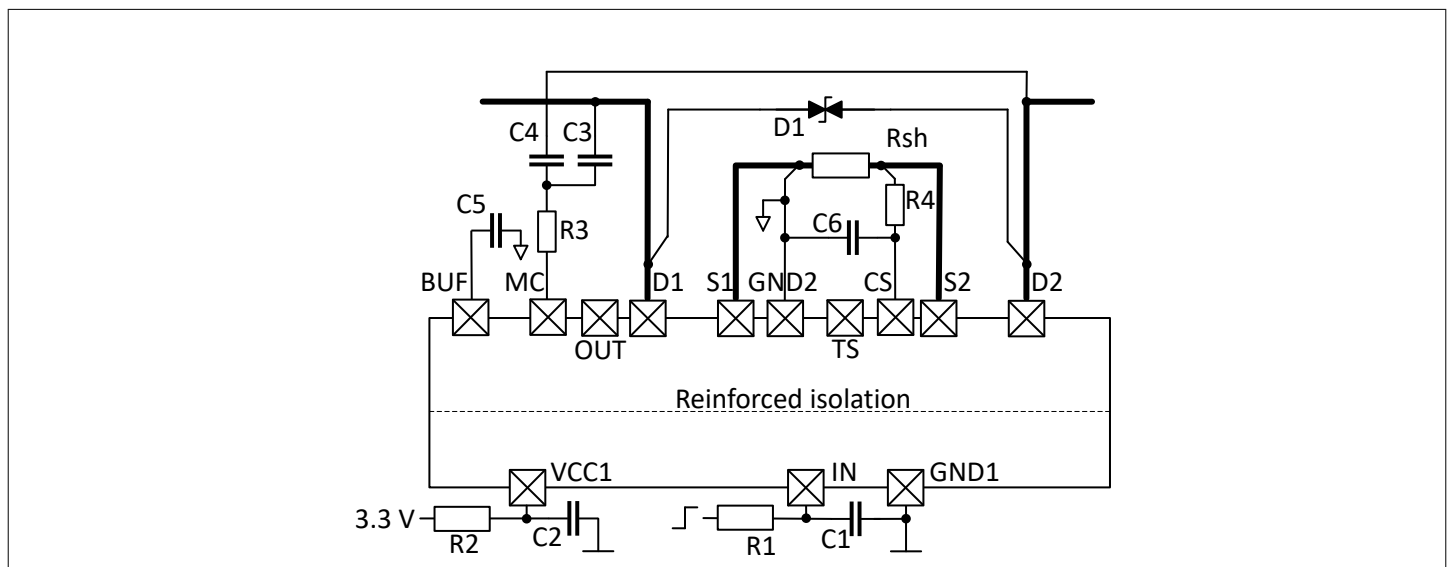 C4
C3
D1
Rsh
C5
R3
C6
R4
BUF
MC
D1
S1
GND2
CS
S2
D2
OUT
TS
Reinforced isolation
VCC1
IN
GND1
3.3 V
R2
C2
R1
C1